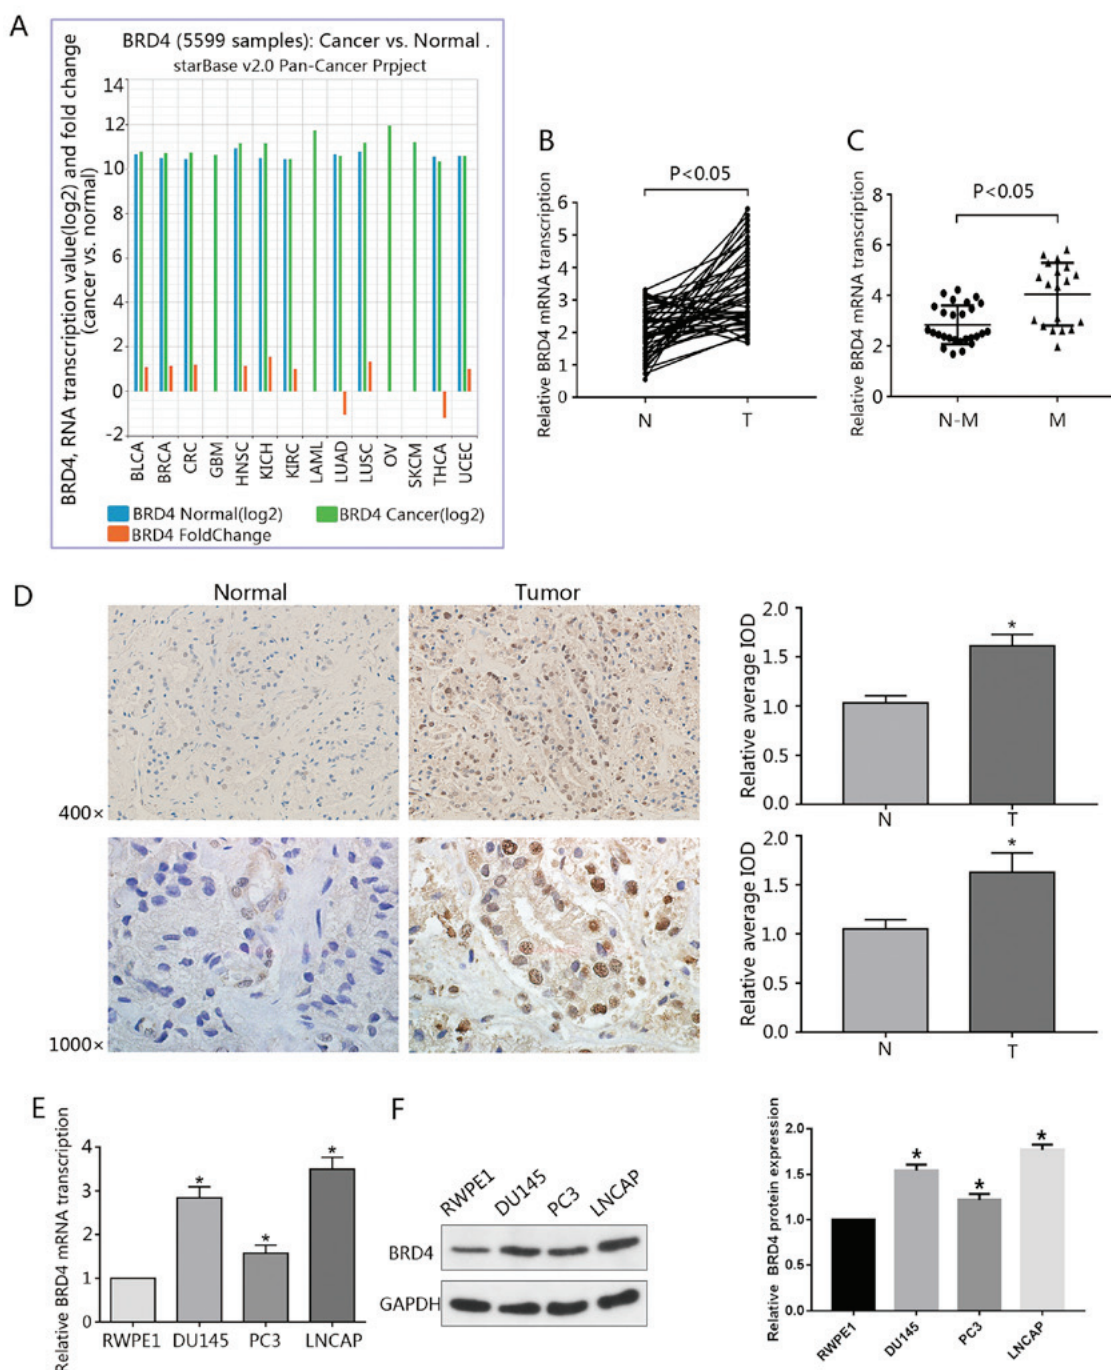 A
BRD4 (5599 samples): Cancer vs. Normal .
starBase v2.0 Pan-Cancer Prpject
BRD4, RNA transcription value(log2) and fold change
(cancer vs. normal)
14
12
10
8
6
4
2
0
-2
BLCA
BRCA
CRC
GBM
HNSC
KICH
KIRC
LAML
LUAD
LUSC
OV
SKCM
THCA
UCEC
BRD4 Normal(log2)
BRD4 Cancer(log2)
BRD4 FoldChange
B
P<0.05
Relative BRD4 mRNA transcription
6
5
4
3
2
1
0
N
T
C
P<0.05
Relative BRD4 mRNA transcription
8
6
4
2
0
N-M
M
D
Normal
Tumor
400×
1000×
Relative average IOD
2.0
1.5
1.0
0.5
0.0
*
N
T
Relative average IOD
2.0
1.5
1.0
0.5
0.0
*
N
T
E
Relative BRD4 mRNA transcription
4
3
2
1
0
*
*
*
RWPE1
DU145
PC3
LNCAP
F
RWPE1
DU145
PC3
LNCAP
BRD4
GAPDH
Relative BRD4 protein expression
2.0
1.5
1.0
0.5
0.0
*
*
*
RWPE1
DU145
PC3
LNCAP